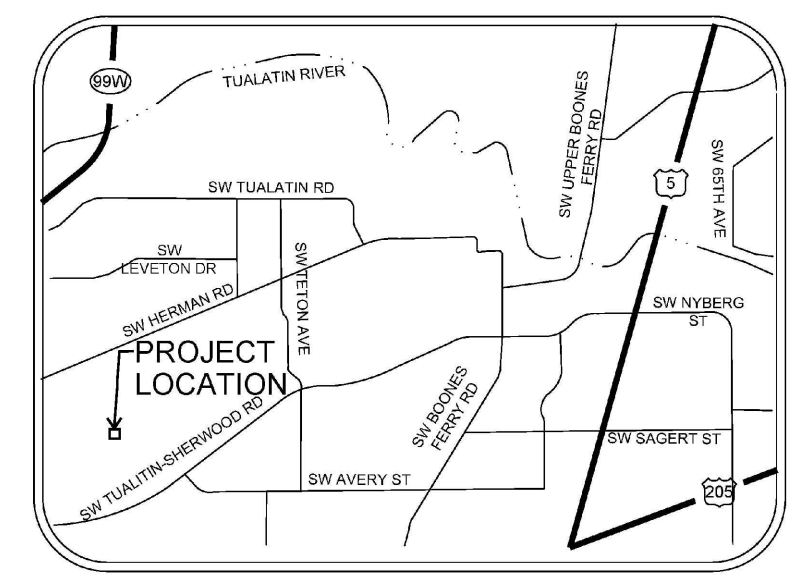 99W
TUALATIN RIVER
SW UPPER BOONES
FERRY RD
SW 65TH AVE
5
SW TUALATIN RD
SW
LEVETON DR
SW TETON AVE
SW HERMAN RD
SW NYBERG
ST
PROJECT
LOCATION
SW BOONES
FERRY RD
SW TUALITIN-SHERWOOD RD
SW SAGERT ST
SW AVERY ST
205